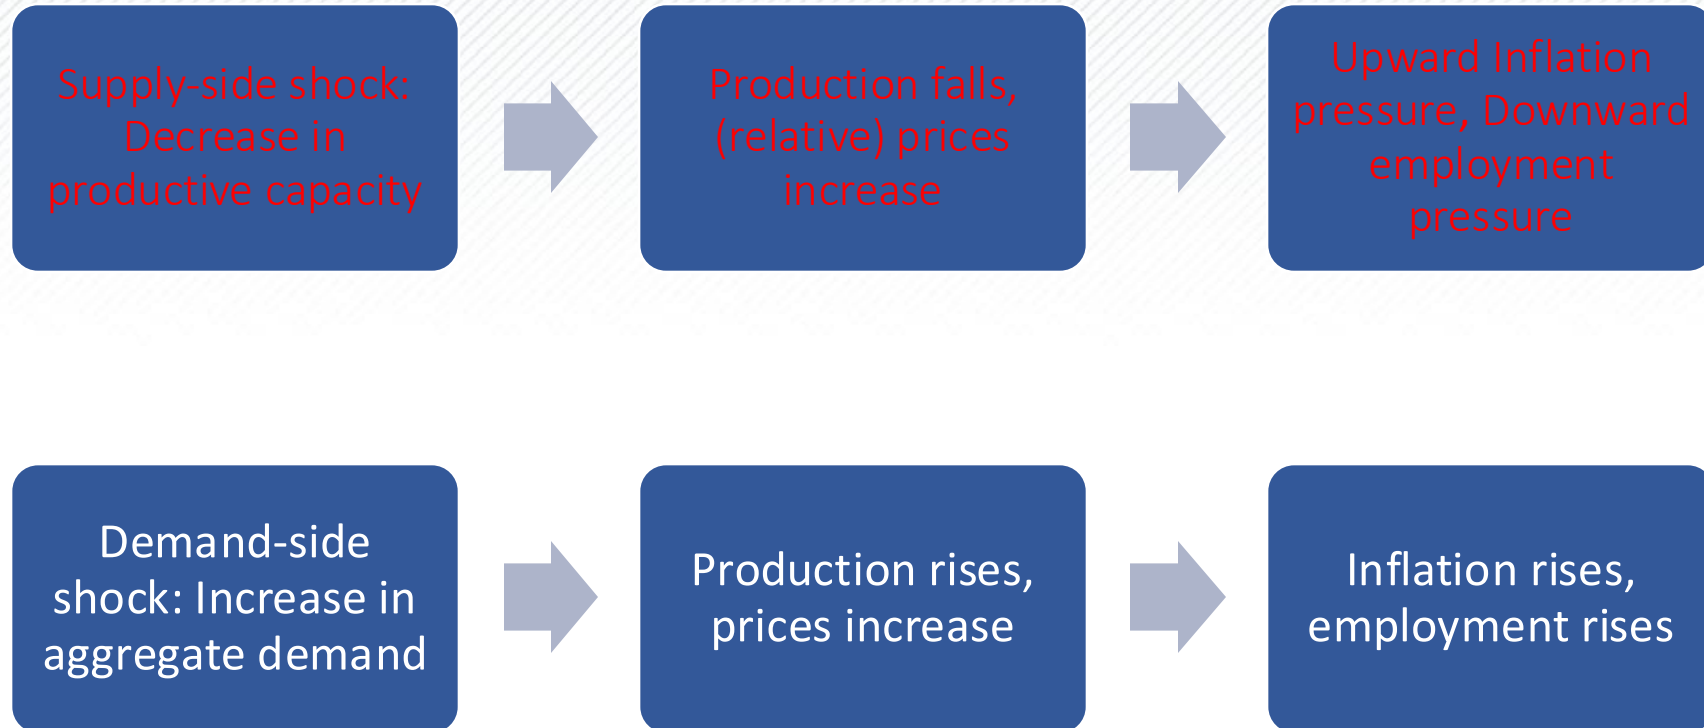 Supply-side shock:
Decrease in
productive capacity
Production falls,
(relative) prices
increase
Upward Inflation
pressure, Downward
employment
pressure
Demand-side
shock: Increase in
aggregate demand
Production rises,
prices increase
Inflation rises,
employment rises